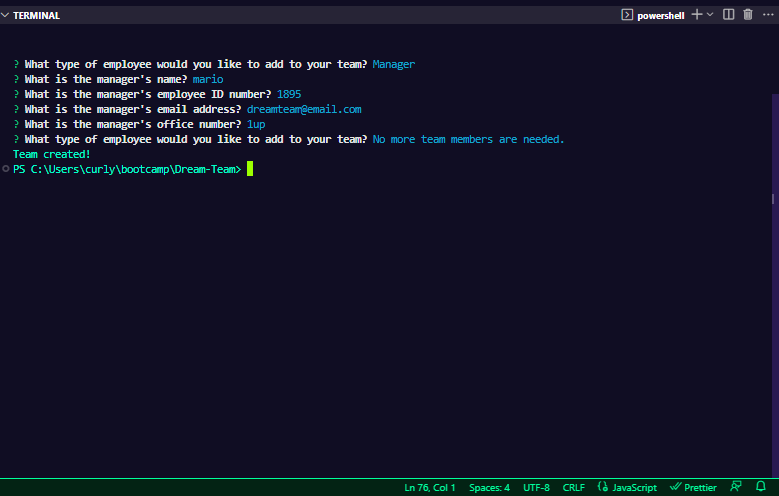 TERMINAL
powershell
? What type of employee would you like to add to your team? Manager
? What is the manager's name? mario
? What is the manager's employee ID number? 1895
? What is the manager's email address? dreamteam@email.com
? What is the manager's office number? 1up
? What type of employee would you like to add to your team? No more team members are needed.
Team created!
PS C:\Users\curly\bootcamp\Dream-Team>
Ln 76, Col 1 Spaces: 4 UTF-8 CRLF JavaScript Prettier